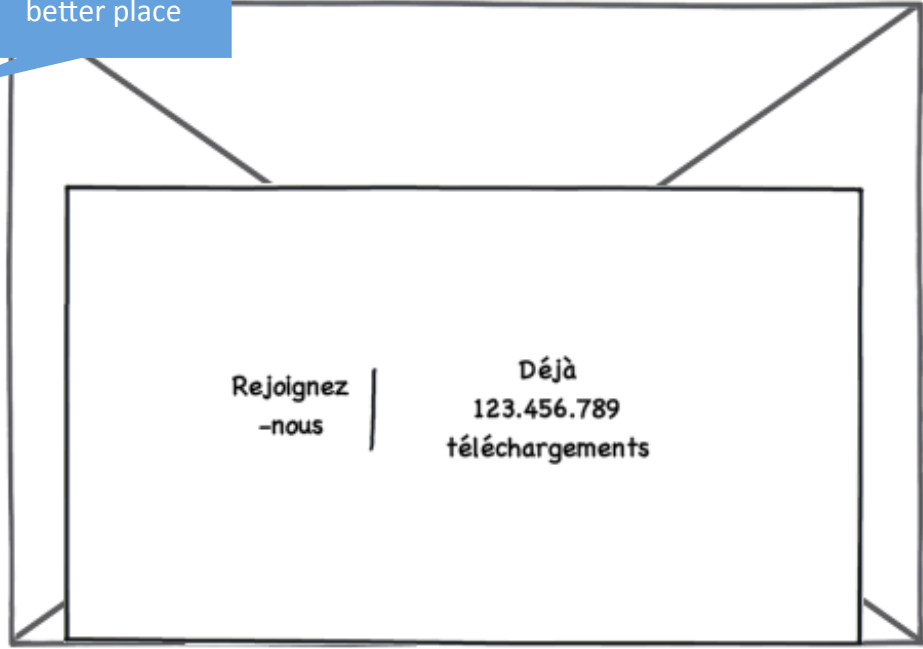 better place
Rejoignez
-nous
Déjà
123.456.789
téléchargements